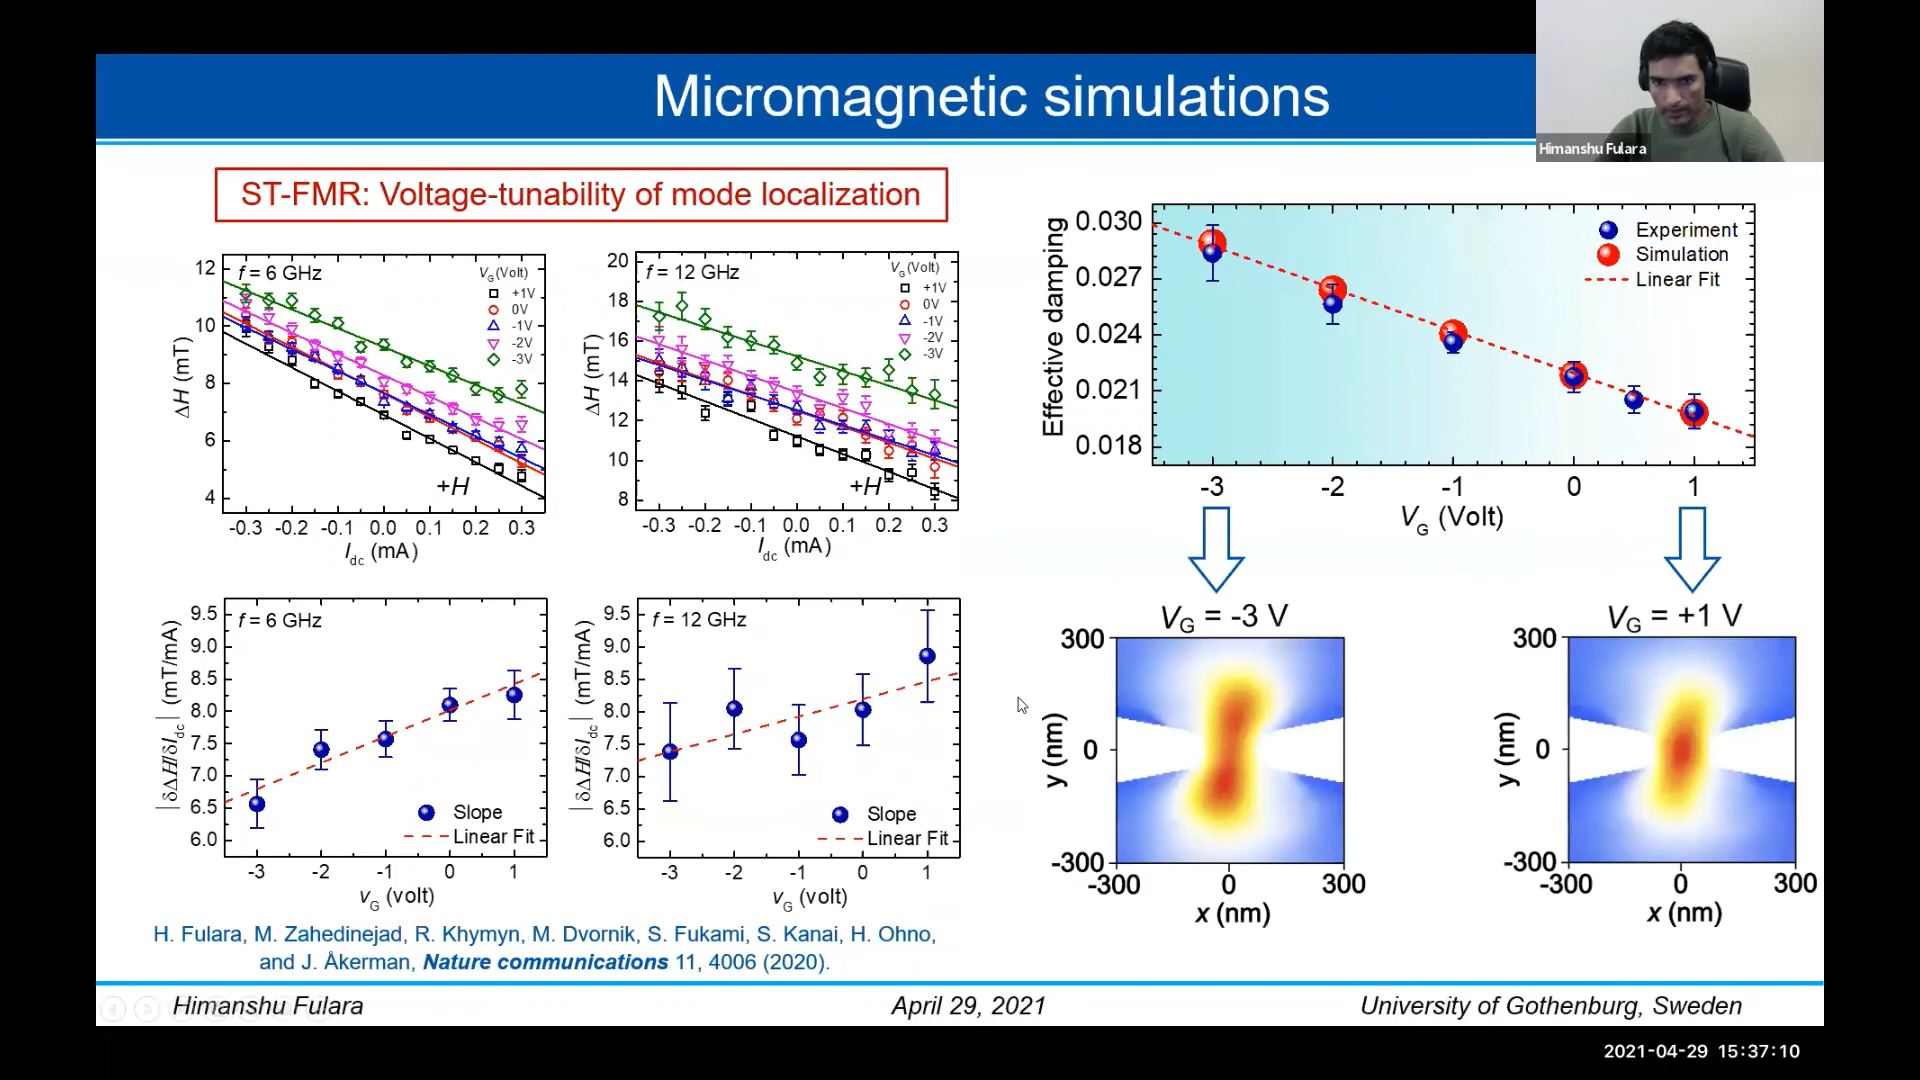 Micromagnetic simulations
Himanshu Fulara
ST-FMR: Voltage-tunability of mode localization
f = 6 GHz
V_G (Volt)
+1V
0V
-1V
-2V
-3V
12
10
8
6
4
ΔH (mT)
+H
-0.3 -0.2 -0.1 0.0 0.1 0.2 0.3
I_dc (mA)
f = 12 GHz
V_G (Volt)
+1V
0V
-1V
-2V
-3V
20
18
16
14
12
10
8
ΔH (mT)
+H
-0.3 -0.2 -0.1 0.0 0.1 0.2 0.3
I_dc (mA)
f = 6 GHz
9.5
9.0
8.5
8.0
7.5
7.0
6.5
6.0
|δΔH/δI_dc| (mT/mA)
Slope
Linear Fit
-3 -2 -1 0 1
V_G (volt)
f = 12 GHz
9.5
9.0
8.5
8.0
7.5
7.0
6.5
6.0
|δΔH/δI_dc| (mT/mA)
Slope
Linear Fit
-3 -2 -1 0 1
V_G (volt)
0.030
0.027
0.024
0.021
0.018
Effective damping
Experiment
Simulation
Linear Fit
-3 -2 -1 0 1
V_G (Volt)
V_G = -3 V
300
0
-300
y (nm)
-300 0 300
x (nm)
V_G = +1 V
300
0
-300
y (nm)
-300 0 300
x (nm)
H. Fulara, M. Zahedinejad, R. Khymyn, M. Dvornik, S. Fukami, S. Kanai, H. Ohno,
and J. Åkerman, Nature communications 11, 4006 (2020).
Himanshu Fulara April 29, 2021 University of Gothenburg, Sweden
2021-04-29 15:37:10